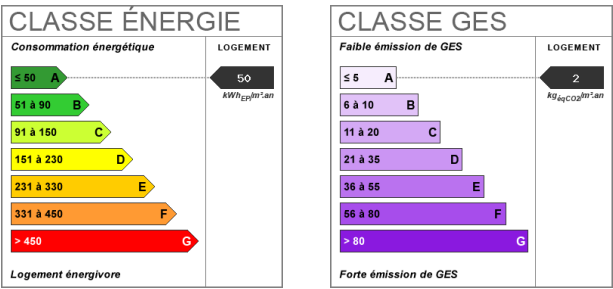 CLASSE ÉNERGIE
Consommation énergétique
LOGEMENT
≤ 50 A
50
kWhEP/m².an
51 à 90 B
91 à 150 C
151 à 230 D
231 à 330 E
331 à 450 F
> 450 G
Logement énergivore
CLASSE GES
Faible émission de GES
LOGEMENT
≤ 5 A
2
kgéqCO2/m².an
6 à 10 B
11 à 20 C
21 à 35 D
36 à 55 E
56 à 80 F
> 80 G
Forte émission de GES